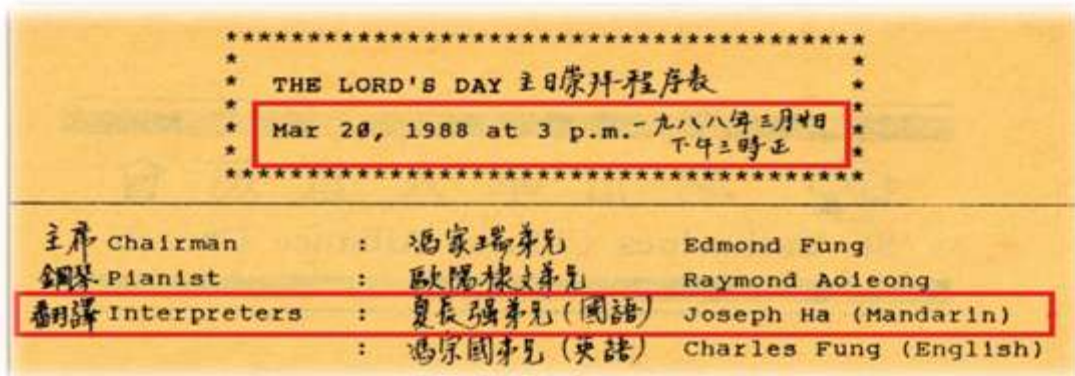 ****************************************
* THE LORD'S DAY 主日崇拜程序表 *
* Mar 20, 1988 at 3 p.m. 一九八八年三月廿日 *
* 下午三時正 *
****************************************
主席 Chairman : 馮家瑞弟兄 Edmond Fung
鋼琴 Pianist : 歐陽棣文弟兄 Raymond Aoieong
翻譯 Interpreters : 夏長强弟兄 (國語) Joseph Ha (Mandarin)
: 馮宗國弟兄 (英語) Charles Fung (English)